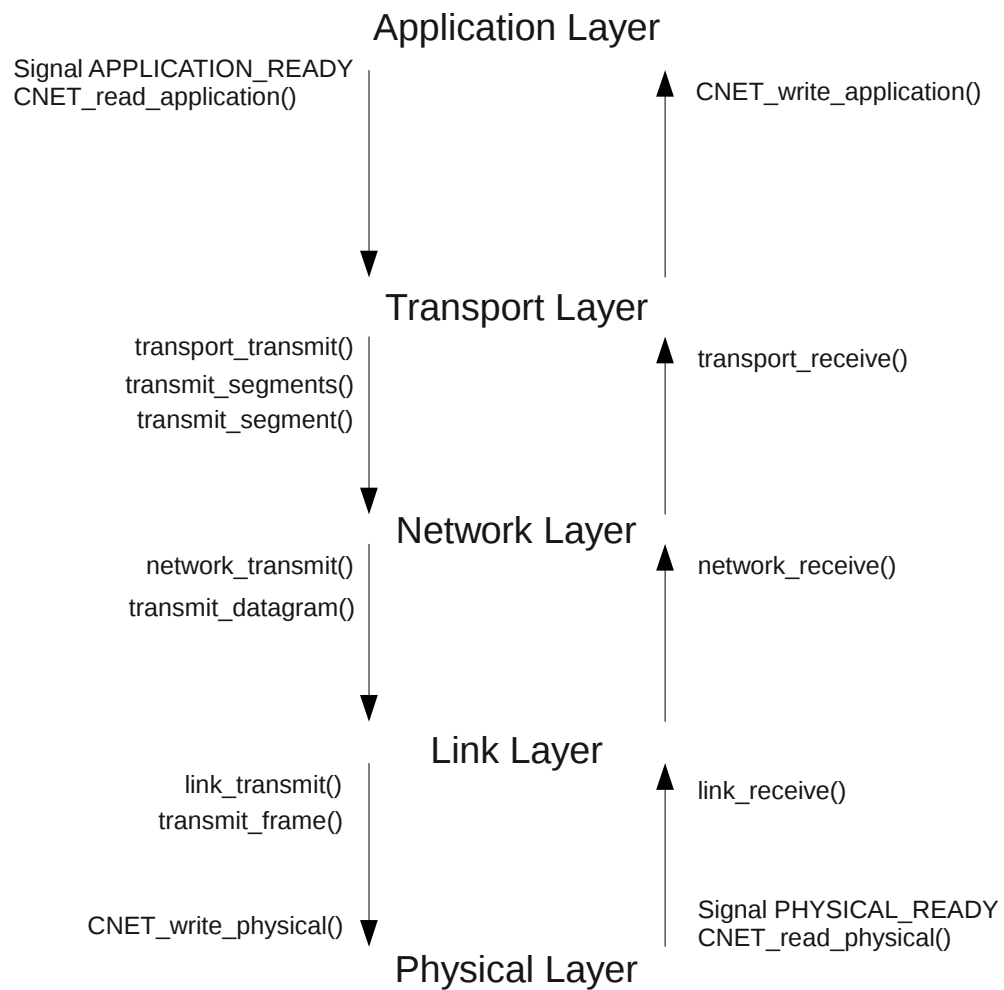 Application Layer
Signal APPLICATION_READY
CNET_read_application()
CNET_write_application()
Transport Layer
transport_transmit()
transmit_segments()
transmit_segment()
transport_receive()
Network Layer
network_transmit()
transmit_datagram()
network_receive()
Link Layer
link_transmit()
transmit_frame()
link_receive()
CNET_write_physical()
Signal PHYSICAL_READY
CNET_read_physical()
Physical Layer